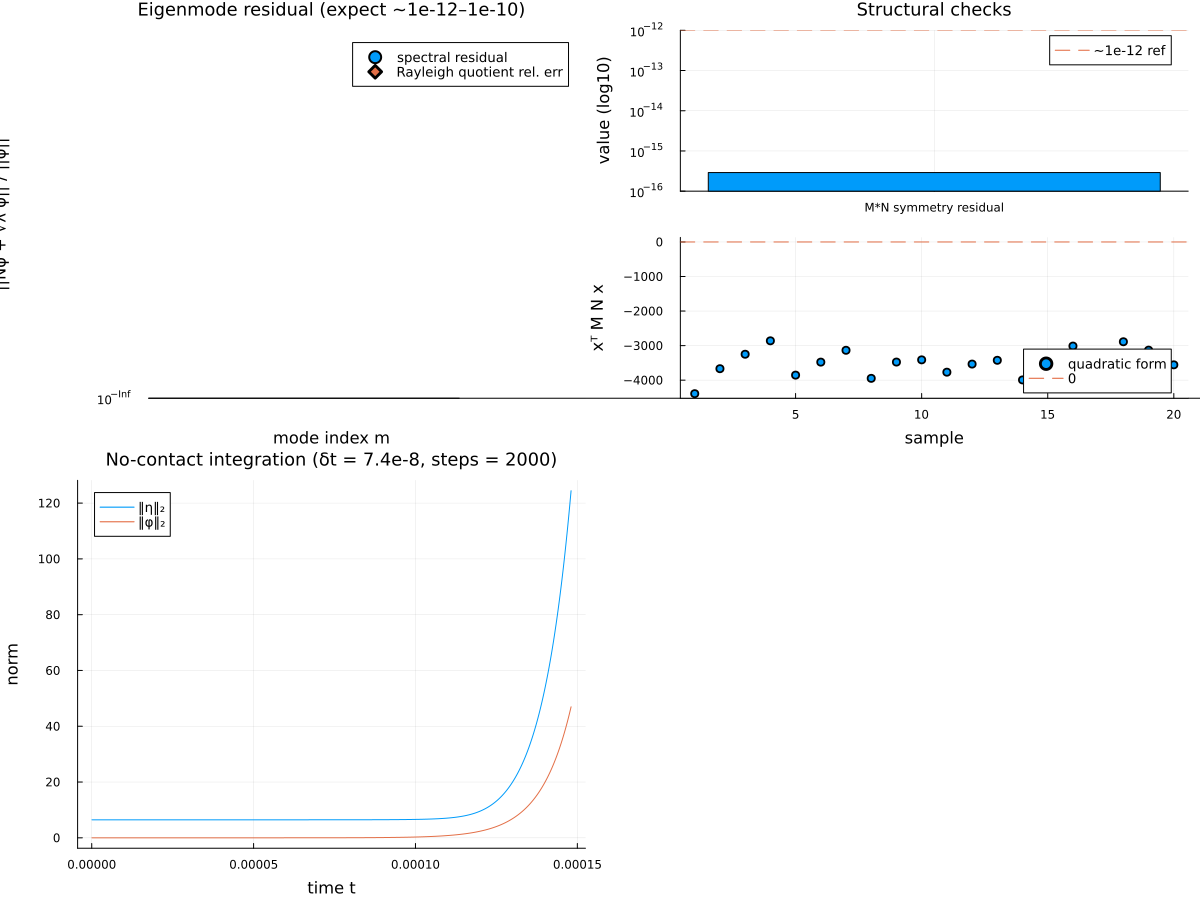 Eigenmode residual (expect ~1e-12–1e-10)
spectral residual
Rayleigh quotient rel. err
10^-Inf
mode index m
Structural checks
value (log10)
10^-12
10^-13
10^-14
10^-15
10^-16
~1e-12 ref
M*N symmetry residual
xᵀ M N x
0
−1000
−2000
−3000
−4000
quadratic form
0
5 10 15 20
sample
No-contact integration (δt = 7.4e-8, steps = 2000)
norm
120
100
80
60
40
20
0
‖η‖₂
‖φ‖₂
0.00000 0.00005 0.00010 0.00015
time t